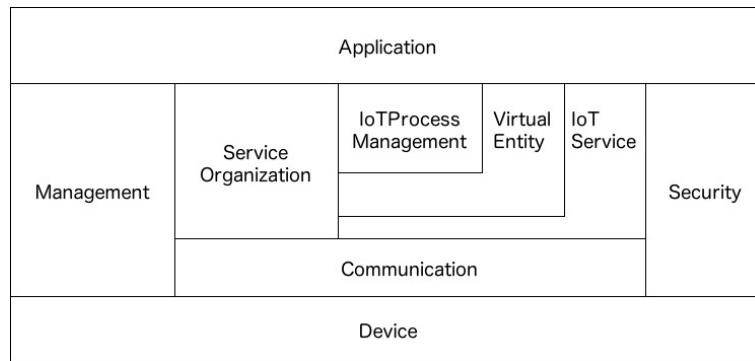 Application
Management
Service
Organization
IoTProcess
Management
Virtual
Entity
IoT
Service
Security
Communication
Device